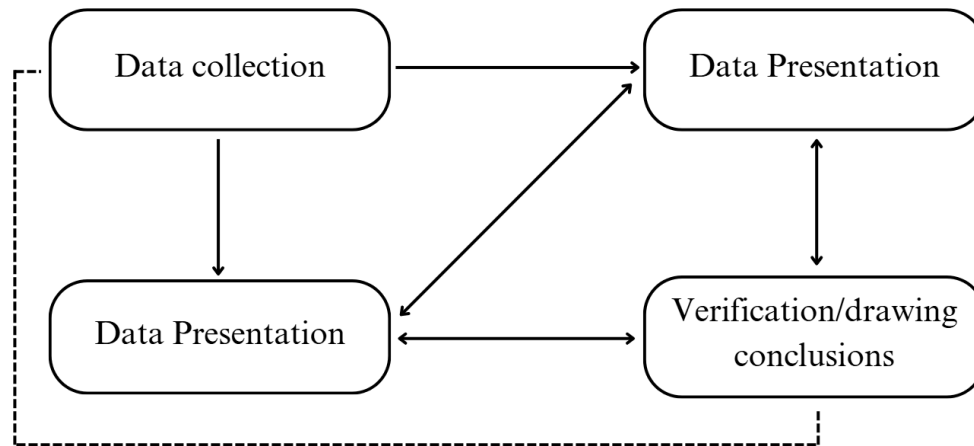 Data collection
Data Presentation
Data Presentation
Verification/drawing
conclusions